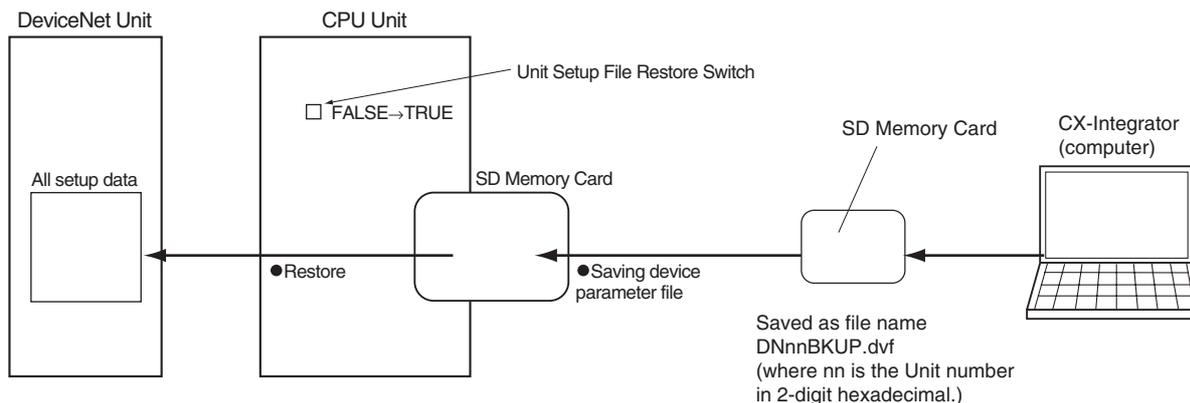 DeviceNet Unit
CPU Unit
Unit Setup File Restore Switch
FALSE→TRUE
SD Memory Card
CX-Integrator
(computer)
All setup data
SD Memory Card
●Restore
●Saving device
parameter file
Saved as file name
DNnnBKUP.dvf
(where nn is the Unit number
in 2-digit hexadecimal.)